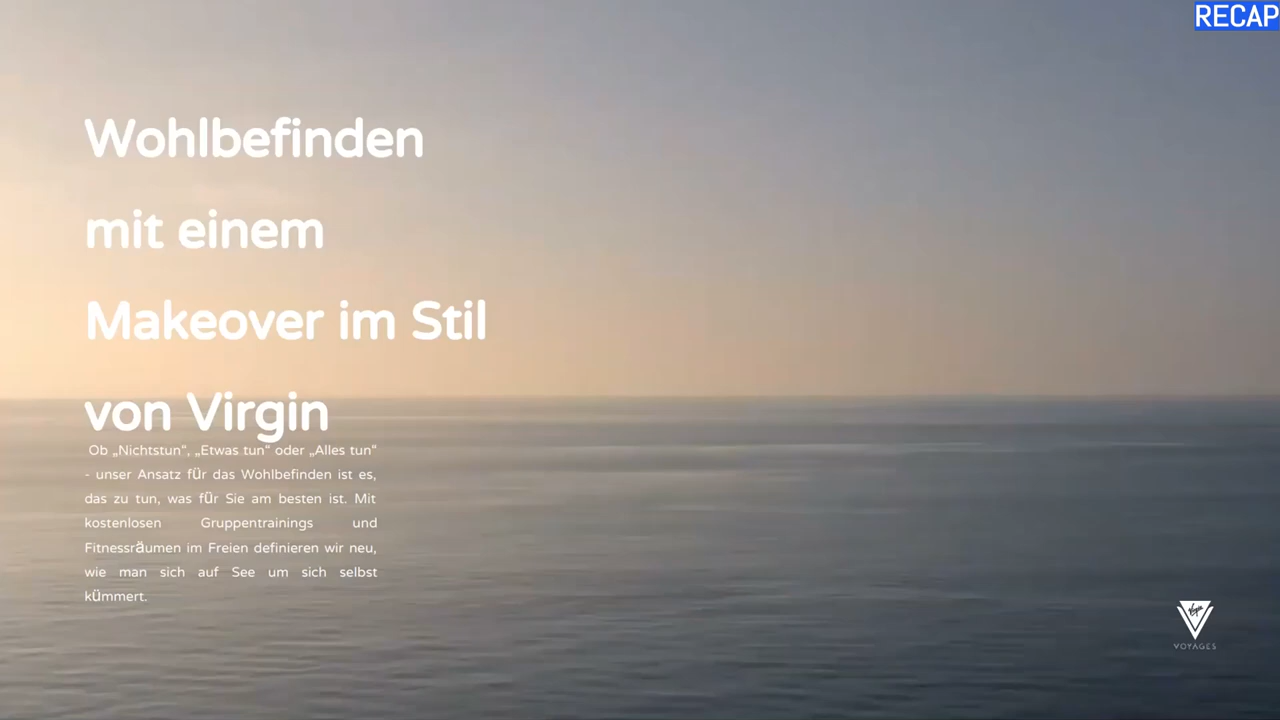 RECAP
Wohlbefinden
mit einem
Makeover im Stil
von Virgin
Ob „Nichtstun“, „Etwas tun“ oder „Alles tun“
- unser Ansatz für das Wohlbefinden ist es,
das zu tun, was für Sie am besten ist. Mit
kostenlosen Gruppentrainings und
Fitnessräumen im Freien definieren wir neu,
wie man sich auf See um sich selbst
kümmert.
Virgin
VOYAGES